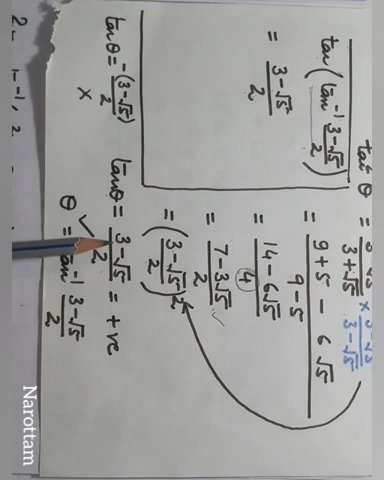 tan² θ = 3-√5/3+√5 × 3-√5/3-√5
= 9+5 - 6√5 / 9-5
= 14-6√5 / 4
= 7-3√5 / 2
= (3-√5 / 2)²
tan(tan⁻¹ 3-√5/2)
= 3-√5 / 2
tanθ = 3-√5 / 2 = +ve ✓
θ = tan⁻¹ 3-√5 / 2
tanθ = -(3-√5) / 2 ×
Narottam